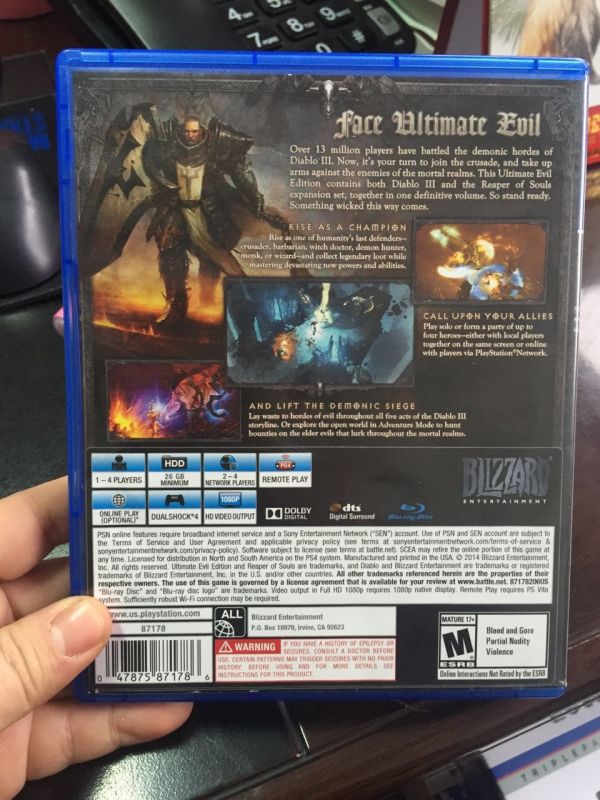 4
5
6
7
8
9
Face Ultimate Evil
Over 13 million players have battled the demonic hordes of
Diablo III. Now, it's your turn to join the crusade, and take up
arms against the enemies of the mortal realms. This Ultimate Evil
Edition contains both Diablo III and the Reaper of Souls
expansion set, together in one definitive volume. So stand ready.
Something wicked this way comes.
RISE AS A CHAMPION
Rise as one of humanity's last defenders—
crusader, barbarian, witch doctor, demon hunter,
monk, or wizard—and collect legendary loot while
mastering devastating new powers and abilities.
CALL UPON YOUR ALLIES
Play solo or form a party of up to
four heroes—either with local players
together on the same screen or online
with players via PlayStation®Network.
AND LIFT THE DEMONIC SIEGE
Lay waste to hordes of evil throughout all five acts of the Diablo III
storyline. Or explore the open world in Adventure Mode to hunt
bounties on the elder evils that lurk throughout the mortal realms.
1–4 PLAYERS
HDD
26 GB
MINIMUM
2–4
NETWORK PLAYERS
PS4
REMOTE PLAY
ONLINE PLAY
(OPTIONAL)
DUALSHOCK®4
1080P
HD VIDEO OUTPUT
DOLBY
DIGITAL
dts
Digital Surround
Blu-ray Disc
BLIZZARD
ENTERTAINMENT
PSN online features require broadband internet service and a Sony Entertainment Network ("SEN") account. Use of PSN and SEN account are subject to
the Terms of Service and User Agreement and applicable privacy policy (see terms at sonyentertainmentnetwork.com/terms-of-service &
sonyentertainmentnetwork.com/privacy-policy). Software subject to license (see terms at battle.net). SCEA may retire the online portion of this game at
any time. Licensed for distribution in North and South America on the PS4 system. Manufactured and printed in the USA. © 2014 Blizzard Entertainment,
Inc. All rights reserved. Ultimate Evil Edition and Reaper of Souls are trademarks, and Diablo and Blizzard Entertainment are trademarks or registered
trademarks of Blizzard Entertainment, Inc. in the U.S. and/or other countries. All other trademarks referenced herein are the properties of their
respective owners. The use of this game is governed by a license agreement that is available for your review at www.battle.net. 87178206US
"Blu-ray Disc" and "Blu-ray disc logo" are trademarks. Video output in Full HD 1080p requires 1080p native display. Remote Play requires PS Vita
system. Sufficiently robust Wi-Fi connection may be required.
www.us.playstation.com
87178
0 47875 87178 6
ALL
Blizzard Entertainment
P.O. Box 18979, Irvine, CA 92623
WARNING IF YOU HAVE A HISTORY OF EPILEPSY OR
SEIZURES, CONSULT A DOCTOR BEFORE
USE. CERTAIN PATTERNS MAY TRIGGER SEIZURES WITH NO PRIOR
HISTORY. BEFORE USING AND FOR MORE DETAILS SEE
INSTRUCTIONS FOR THIS PRODUCT.
MATURE 17+
M
ESRB
Blood and Gore
Partial Nudity
Violence
Online Interactions Not Rated by the ESRB